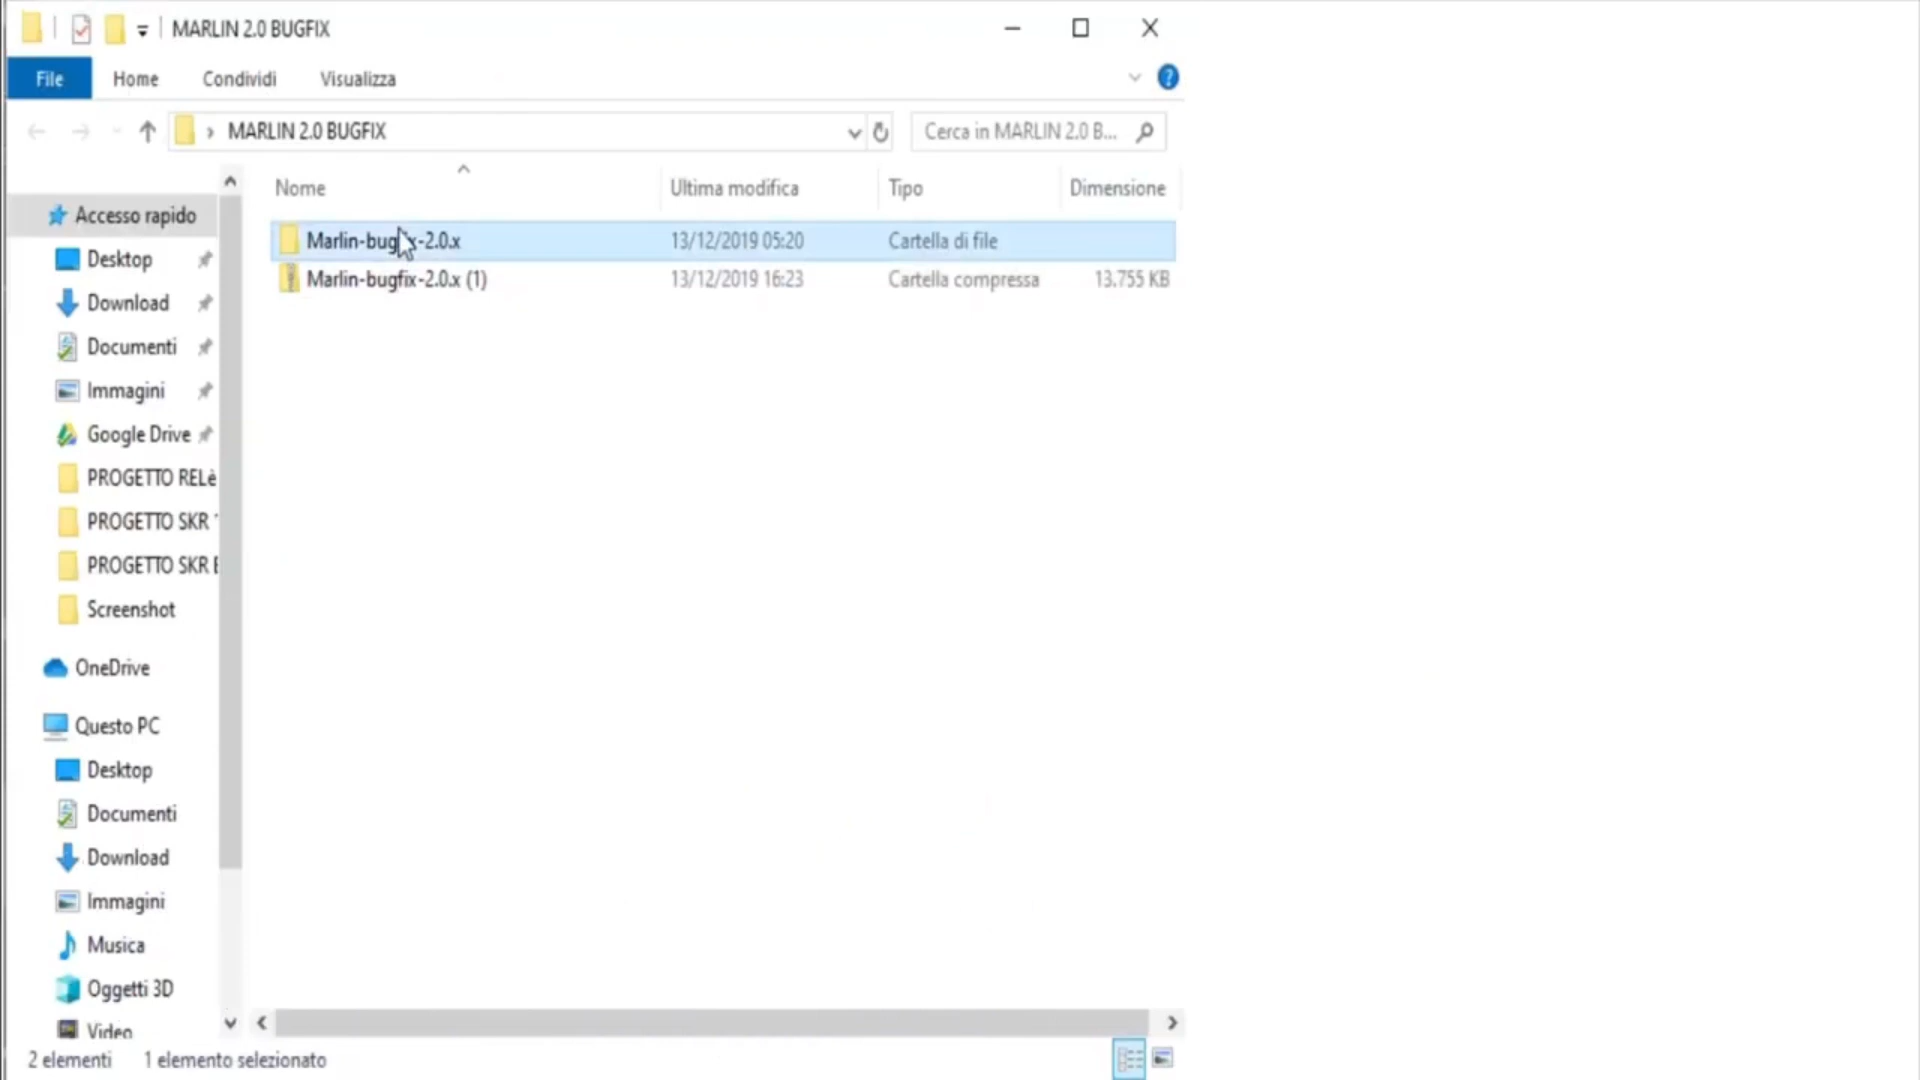 MARLIN 2.0 BUGFIX
File Home Condividi Visualizza
MARLIN 2.0 BUGFIX
Cerca in MARLIN 2.0 B...
Nome Ultima modifica Tipo Dimensione
Marlin-bugfix-2.0.x 13/12/2019 05:20 Cartella di file
Marlin-bugfix-2.0.x (1) 13/12/2019 16:23 Cartella compressa 13.755 KB
Accesso rapido
Desktop
Download
Documenti
Immagini
Google Drive
PROGETTO RELè
PROGETTO SKR
PROGETTO SKR
Screenshot
OneDrive
Questo PC
Desktop
Documenti
Download
Immagini
Musica
Oggetti 3D
Video
2 elementi 1 elemento selezionato